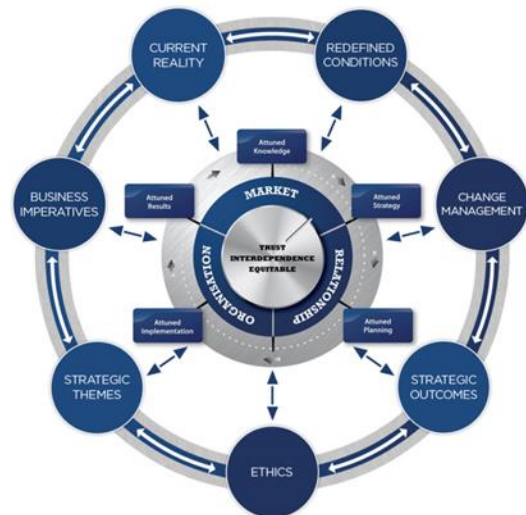 CURRENT
REALITY
REDEFINED
CONDITIONS
Attuned
Knowledge
BUSINESS
IMPERATIVES
Attuned
Results
MARKET
Attuned
Strategy
CHANGE
MANAGEMENT
TRUST
INTERDEPENDENCE
EQUITABLE
ORGANISATION
RELATIONSHIP
Attuned
Implementation
Attuned
Planning
STRATEGIC
THEMES
STRATEGIC
OUTCOMES
ETHICS